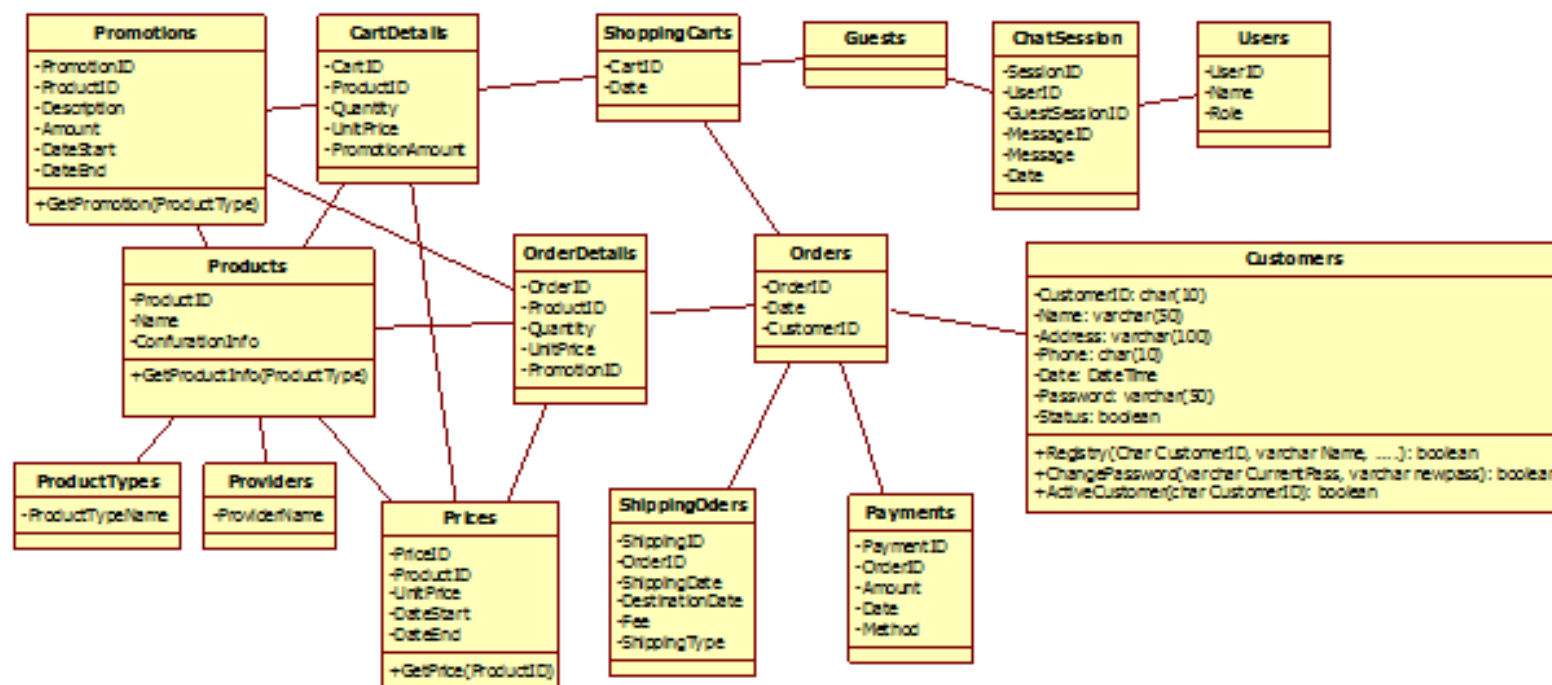 Promotions
-PromotionID
-ProductID
-Description
-Amount
-DateStart
-DateEnd
+GetPromotion(ProductType)
CartDetails
-CartID
-ProductID
-Quantity
-UnitPrice
-PromotionAmount
ShoppingCarts
-CartID
-Date
Guests
ChatSession
-SessionID
-UserID
-GuestSessionID
-MessageID
-Message
-Date
Users
-UserID
-Name
-Role
Products
-ProductID
-Name
-ConfurationInfo
+GetProductInfo(ProductType)
OrderDetails
-OrderID
-ProductID
-Quantity
-UnitPrice
-PromotionID
Orders
-OrderID
-Date
-CustomerID
Customers
-CustomerID: char(10)
-Name: varchar(30)
-Address: varchar(100)
-Phone: char(10)
-Date: DateTime
-Password: varchar(30)
-Status: boolean
+Registry(Char CustomerID, varchar Name, .....): boolean
+ChangePassword(varchar CurrentPass, varchar newpass): boolean
+ActiveCustomer(char CustomerID): boolean
ProductTypes
-ProductTypeName
Providers
-ProviderName
Prices
-PriceID
-ProductID
-UnitPrice
-DateStart
-DateEnd
+GetPrice(ProductID)
ShippingOders
-ShippingID
-OrderID
-ShippingDate
-DestinationDate
-Fee
-ShippingType
Payments
-PaymentID
-OrderID
-Amount
-Date
-Method